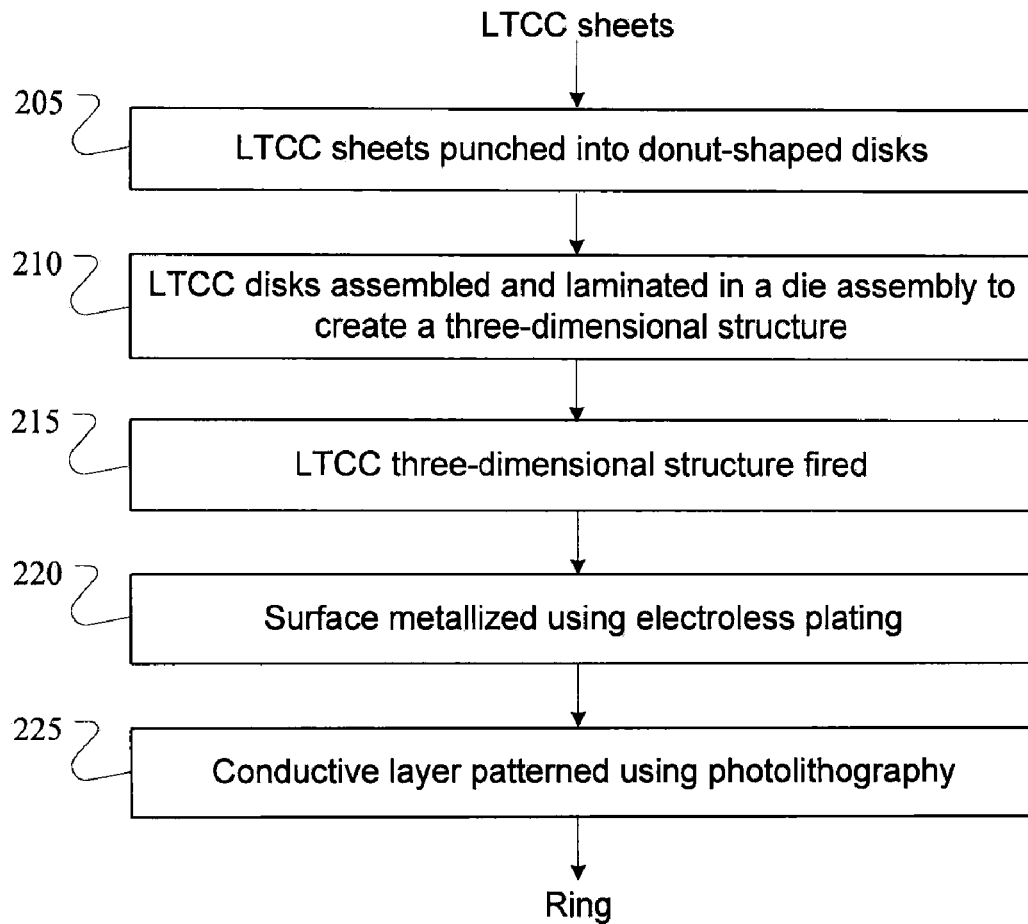 LTCC sheets
205
LTCC sheets punched into donut-shaped disks
210
LTCC disks assembled and laminated in a die assembly to
create a three-dimensional structure
215
LTCC three-dimensional structure fired
220
Surface metallized using electroless plating
225
Conductive layer patterned using photolithography
Ring